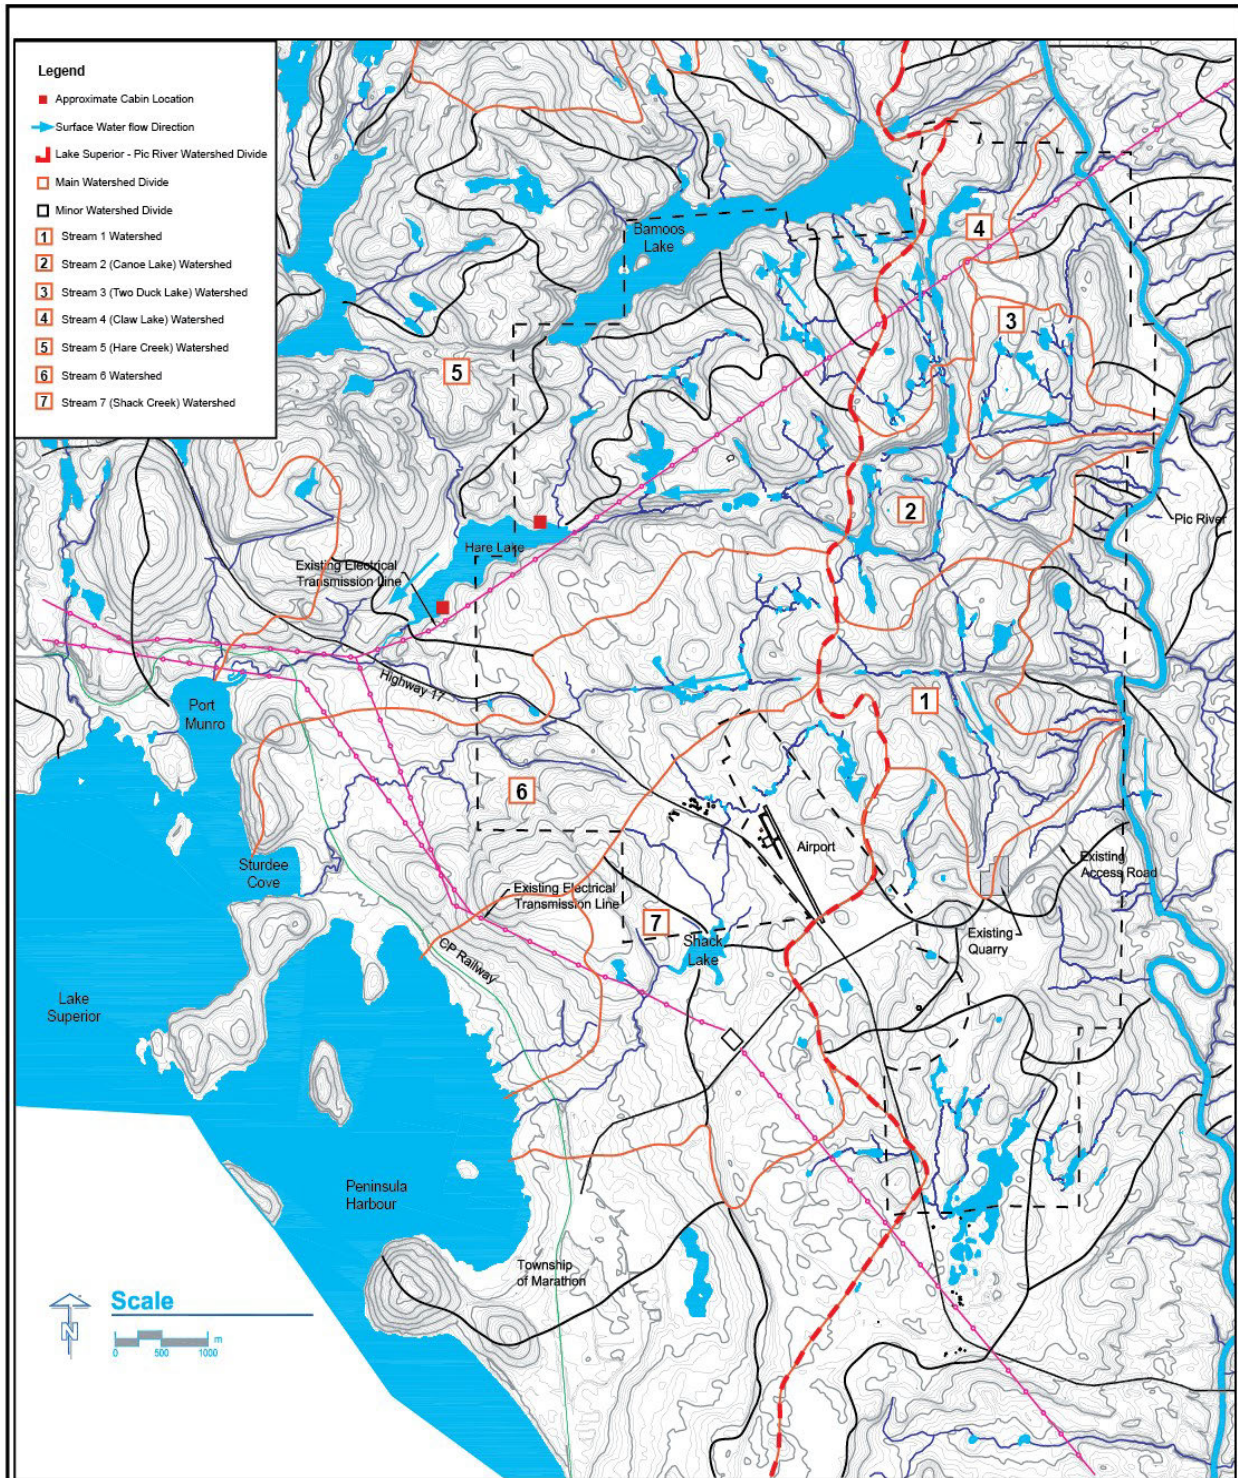 Legend
Approximate Cabin Location
Surface Water flow Direction
Lake Superior - Pic River Watershed Divide
Main Watershed Divide
Minor Watershed Divide
1 Stream 1 Watershed
2 Stream 2 (Canoe Lake) Watershed
3 Stream 3 (Two Duck Lake) Watershed
4 Stream 4 (Claw Lake) Watershed
5 Stream 5 (Hare Creek) Watershed
6 Stream 6 Watershed
7 Stream 7 (Shack Creek) Watershed
Bamoos
Lake
4
3
5
2
Pic River
Hare Lake
Existing Electrical
Transmission Line
Highway 17
Port
Munro
1
6
Airport
Sturdee
Cove
Existing
Access Road
Existing Electrical
Transmission Line
7
Shack
Lake
Existing
Quarry
CP Railway
Lake
Superior
Peninsula
Harbour
Township
of Marathon
Scale
N
m
0 500 1000